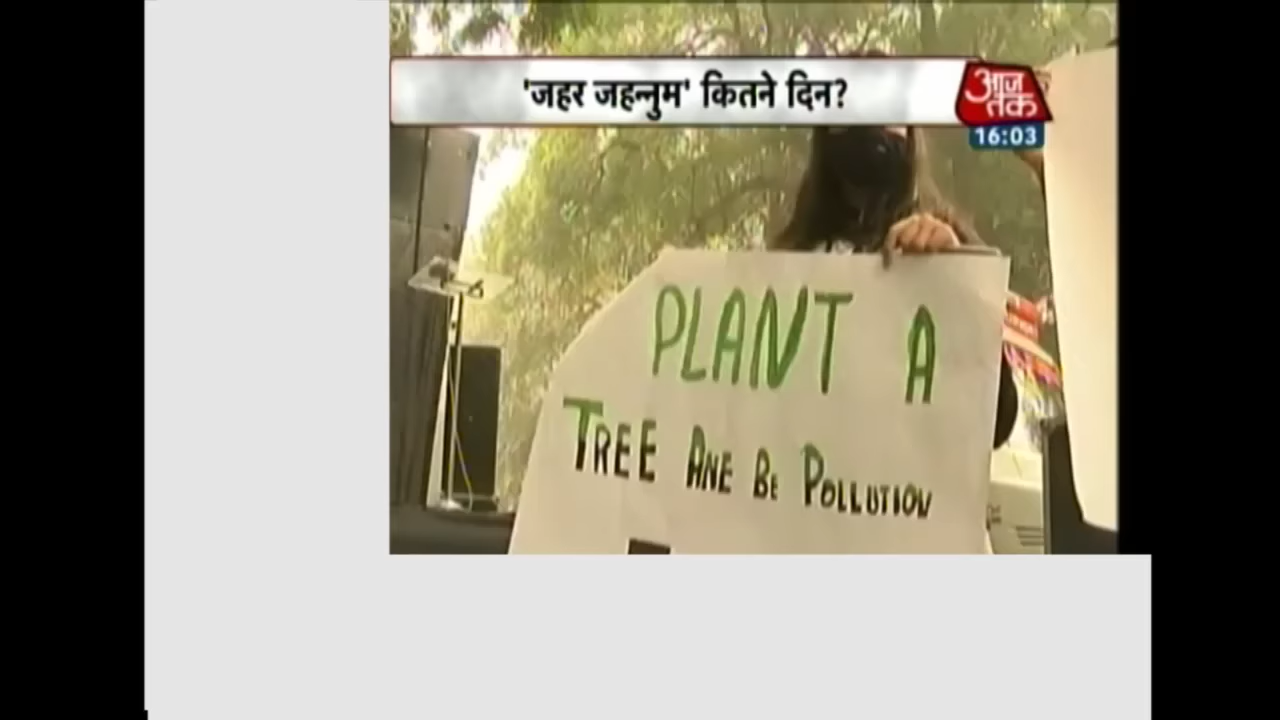 'जहर जहन्नुम' कितने दिन?
आज
तक
16:03
PLANT A
TREE ANE BE POLLUTION